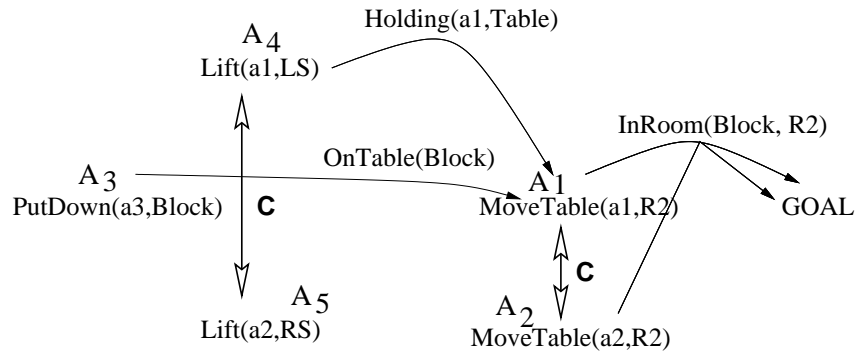 Holding(a1,Table)
A4
Lift(a1,LS)
InRoom(Block, R2)
OnTable(Block)
A3
PutDown(a3,Block)
C
A1
MoveTable(a1,R2)
GOAL
C
A5
Lift(a2,RS)
A2
MoveTable(a2,R2)